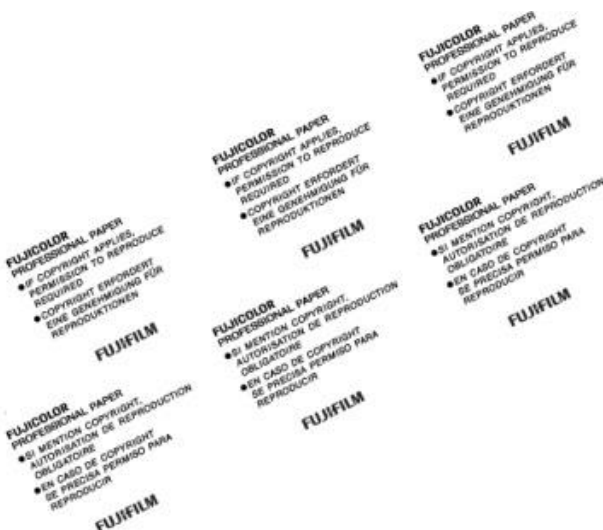 FUJICOLOR
PROFESSIONAL PAPER
●IF COPYRIGHT APPLIES,
PERMISSION TO REPRODUCE
REQUIRED
●COPYRIGHT ERFORDERT
EINE GENEHMIGUNG FÜR
REPRODUKTIONEN
FUJIFILM
FUJICOLOR
PROFESSIONAL PAPER
●IF COPYRIGHT APPLIES,
PERMISSION TO REPRODUCE
REQUIRED
●COPYRIGHT ERFORDERT
EINE GENEHMIGUNG FÜR
REPRODUKTIONEN
FUJIFILM
FUJICOLOR
PROFESSIONAL PAPER
●IF COPYRIGHT APPLIES,
PERMISSION TO REPRODUCE
REQUIRED
●COPYRIGHT ERFORDERT
EINE GENEHMIGUNG FÜR
REPRODUKTIONEN
FUJIFILM
FUJICOLOR
PROFESSIONAL PAPER
●SI MENTION COPYRIGHT,
AUTORISATION DE REPRODUCTION
OBLIGATOIRE
●EN CASO DE COPYRIGHT
SE PRECISA PERMISO PARA
REPRODUCIR
FUJIFILM
FUJICOLOR
PROFESSIONAL PAPER
●SI MENTION COPYRIGHT,
AUTORISATION DE REPRODUCTION
OBLIGATOIRE
●EN CASO DE COPYRIGHT
SE PRECISA PERMISO PARA
REPRODUCIR
FUJIFILM
FUJICOLOR
PROFESSIONAL PAPER
●SI MENTION COPYRIGHT,
AUTORISATION DE REPRODUCTION
OBLIGATOIRE
●EN CASO DE COPYRIGHT
SE PRECISA PERMISO PARA
REPRODUCIR
FUJIFILM